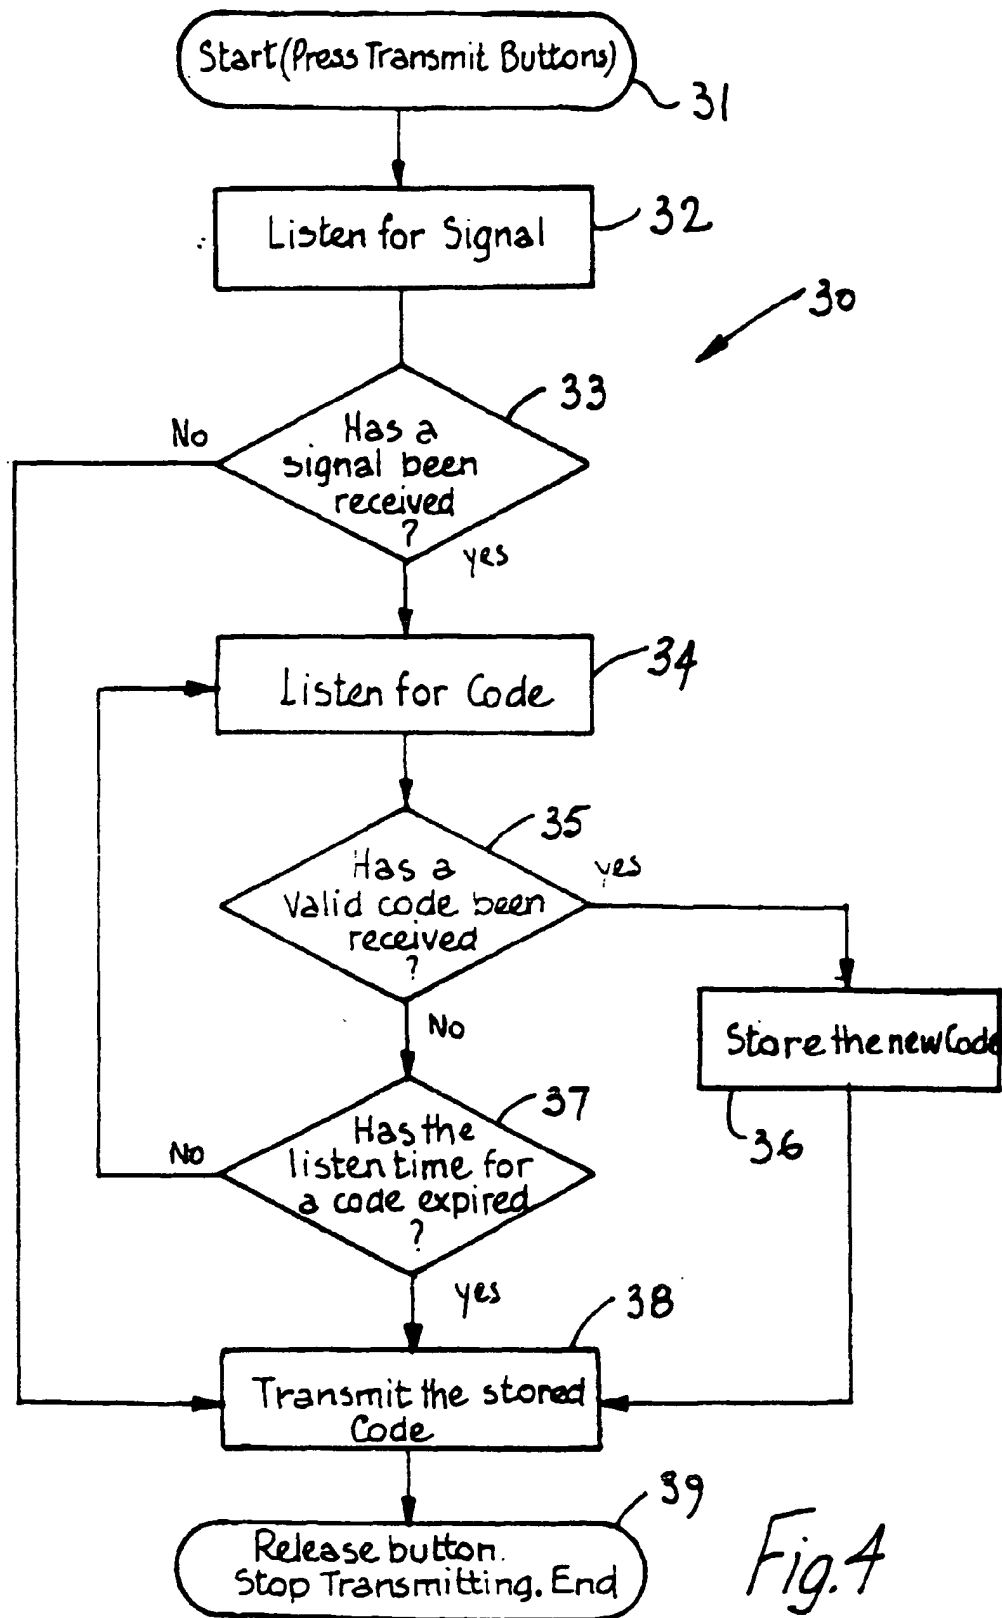 Start (Press Transmit Buttons)
31
Listen for Signal
32
30
Has a
signal been
received
?
33
No
yes
Listen for Code
34
Has a
valid code been
received
?
35
yes
No
Store the new Code
36
Has the
listen time for
a code expired
?
37
No
yes
Transmit the stored
Code
38
Release button.
Stop Transmitting. End
39
Fig.4